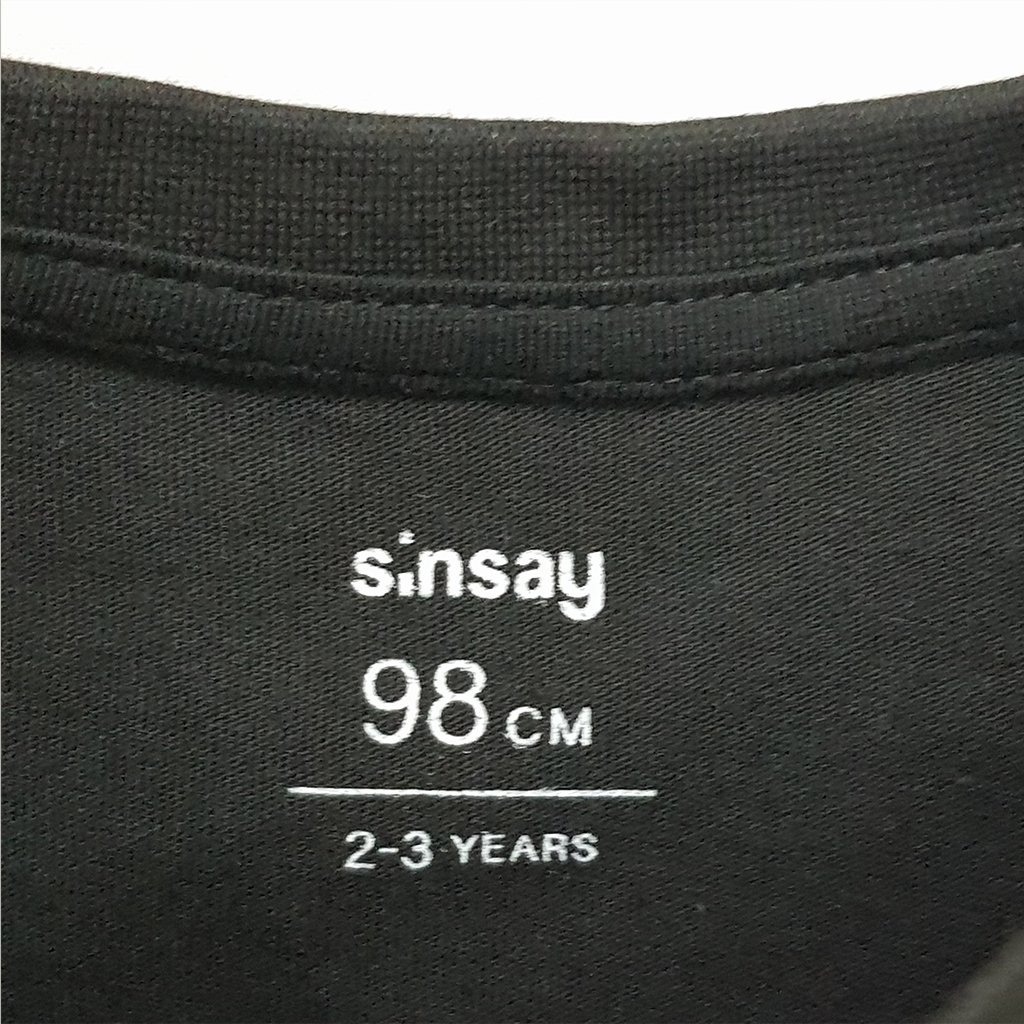 sinsay
98 CM
2-3 YEARS